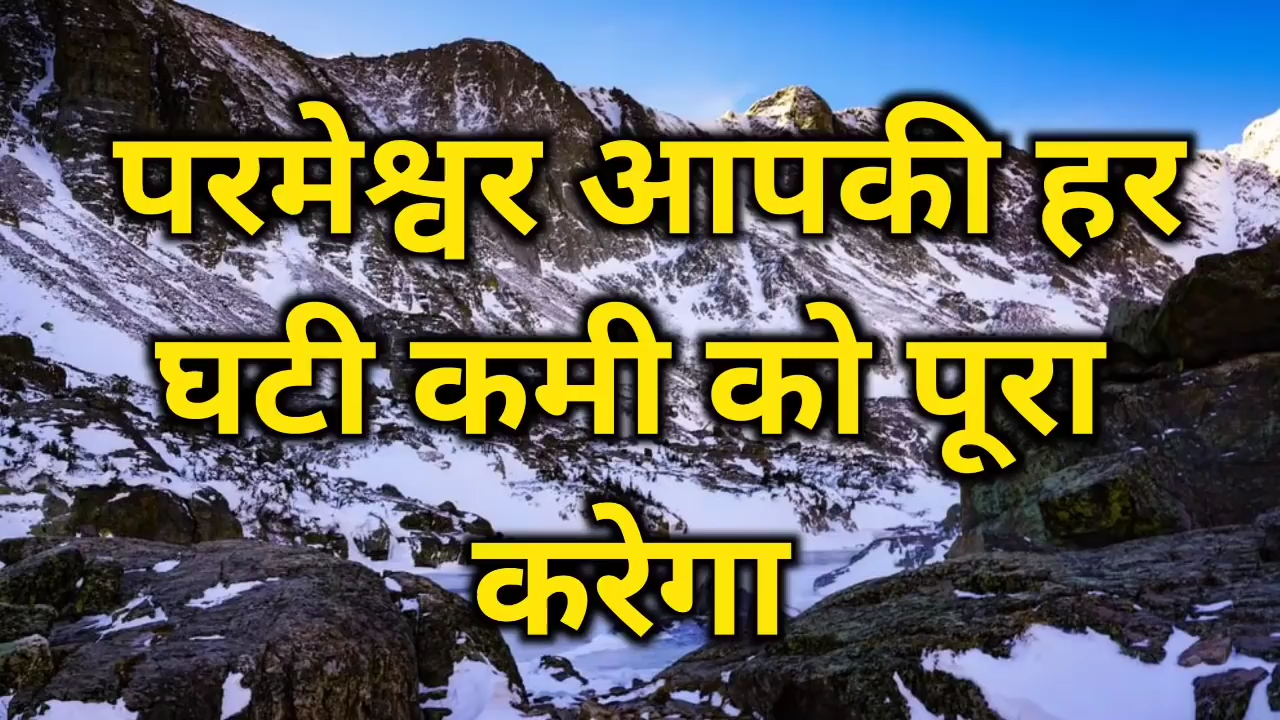 परमेश्वर आपकी हर
घटी कमी को पूरा
करेगा